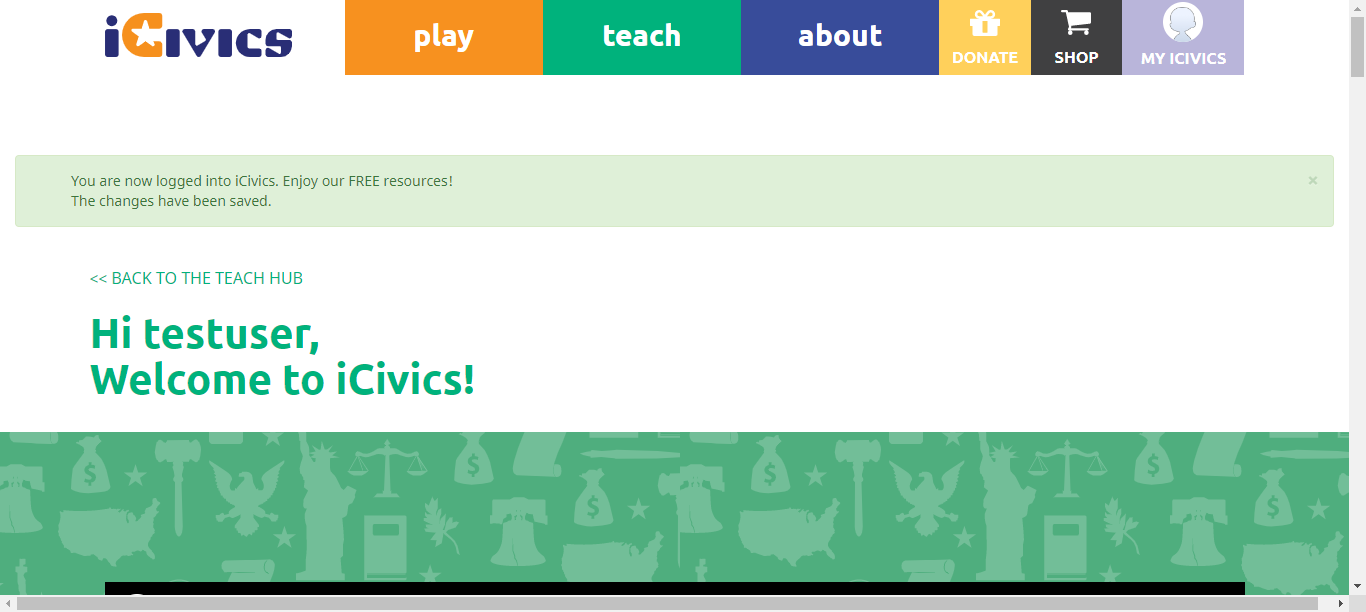 iCivics
play
teach
about
DONATE
SHOP
MY ICIVICS
You are now logged into iCivics. Enjoy our FREE resources!
×
The changes have been saved.
<< BACK TO THE TEACH HUB
Hi testuser,
Welcome to iCivics!
$ $ $ $ $ $